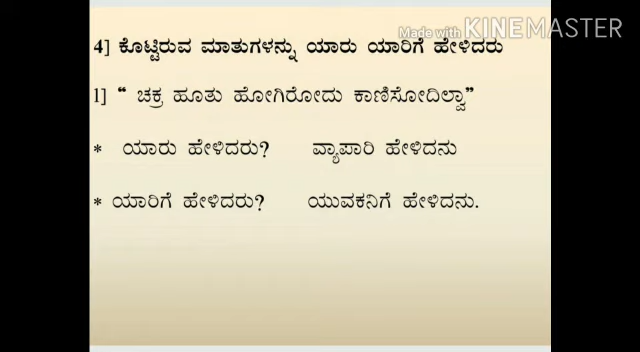 Made with KINEMASTER
4] ಕೊಟ್ಟಿರುವ ಮಾತುಗಳನ್ನು ಯಾರು ಯಾರಿಗೆ ಹೇಳಿದರು
1] “ ಚಕ್ರ ಹೂತು ಹೋಗಿರೋದು ಕಾಣಿಸೋದಿಲ್ವಾ”
* ಯಾರು ಹೇಳಿದರು? ವ್ಯಾಪಾರಿ ಹೇಳಿದನು
* ಯಾರಿಗೆ ಹೇಳಿದರು? ಯುವಕನಿಗೆ ಹೇಳಿದನು.